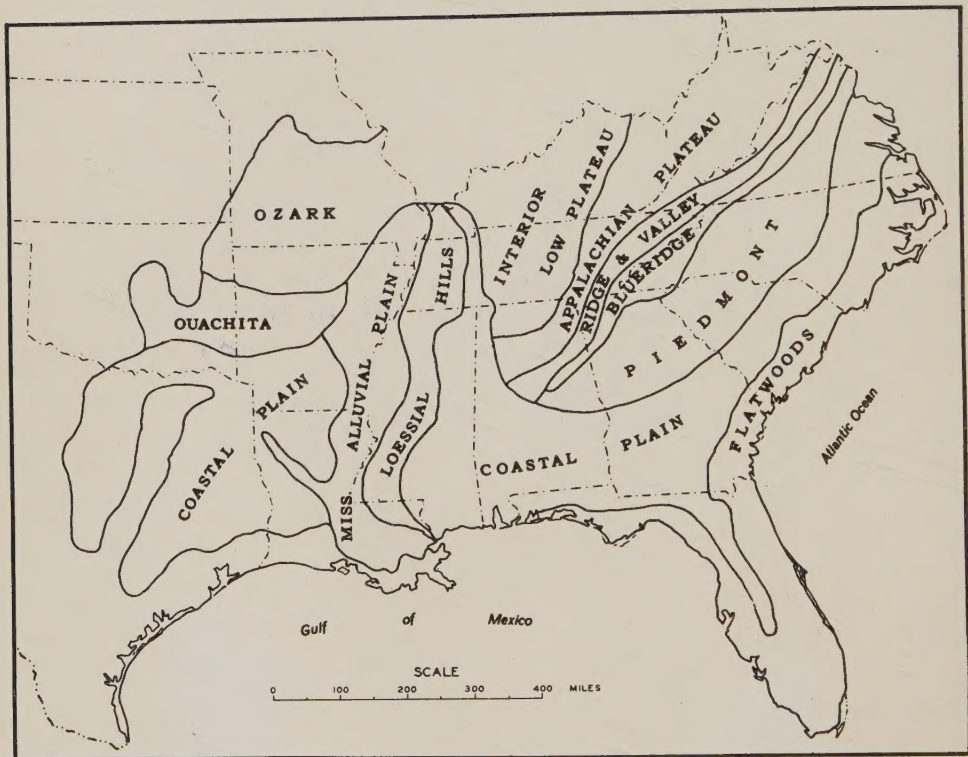 OZARK
OUACHITA
COASTAL
PLAIN
MISS.
ALLUVIAL
PLAIN
LOESSIAL
HILLS
INTERIOR
LOW PLATEAU
APPALACHIAN PLATEAU
RIDGE & VALLEY
BLUERIDGE
PIEDMONT
COASTAL PLAIN
FLATWOODS
Atlantic Ocean
Gulf of Mexico
SCALE
0 100 200 300 400 MILES